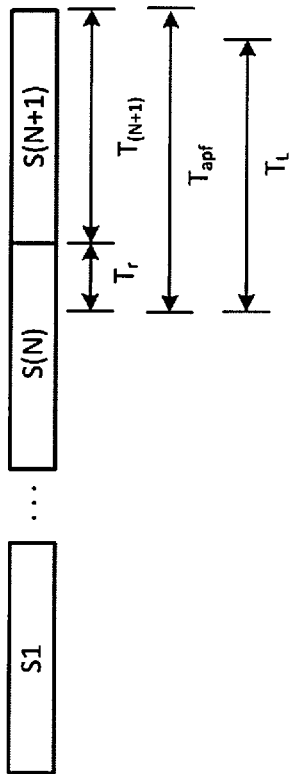 S1
...
S(N)
S(N+1)
Tr
T(N+1)
Tapf
TL